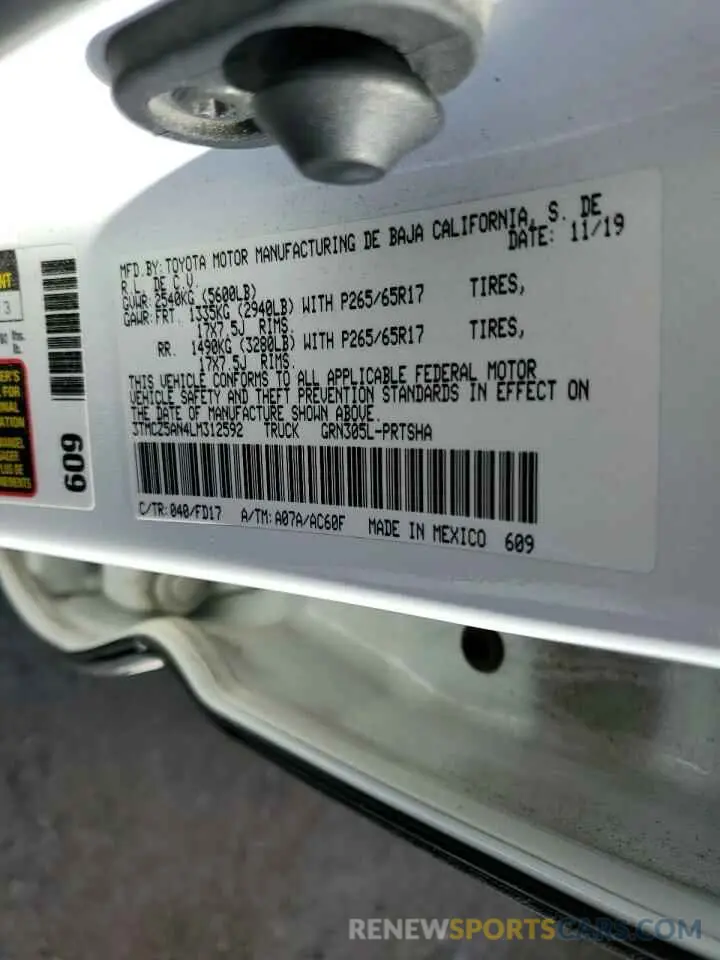 MFD.BY:TOYOTA MOTOR MANUFACTURING DE BAJA CALIFORNIA, S. DE
R.L. DE C.V. DATE: 11/19
GVWR: 2540KG (5600LB)
GAWR:FRT. 1335KG (2940LB) WITH P265/65R17 TIRES,
17X7.5J RIMS.
RR. 1490KG (3280LB) WITH P265/65R17 TIRES,
17X7.5J RIMS.
THIS VEHICLE CONFORMS TO ALL APPLICABLE FEDERAL MOTOR
VEHICLE SAFETY AND THEFT PREVENTION STANDARDS IN EFFECT ON
THE DATE OF MANUFACTURE SHOWN ABOVE.
3TMCZ5AN4LM312592 TRUCK GRN305L-PRTSHA
C/TR: 040/FD17 A/TM: A07A/AC60F MADE IN MEXICO 609
609
RENEWSPORTSCARS.COM